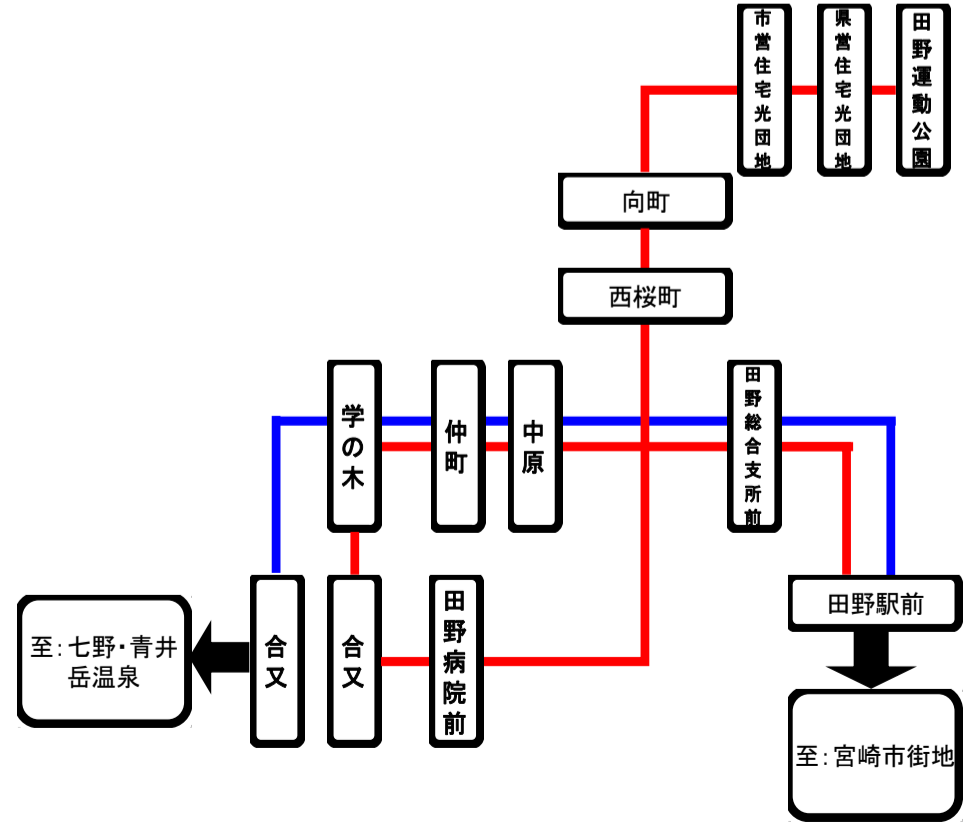 市営住宅光団地
県営住宅光団地
田野運動公園
向町
西桜町
学の木
仲町
中原
田野総合支所前
合又
合又
田野病院前
田野駅前
至：七野・青井
岳温泉
至：宮崎市街地